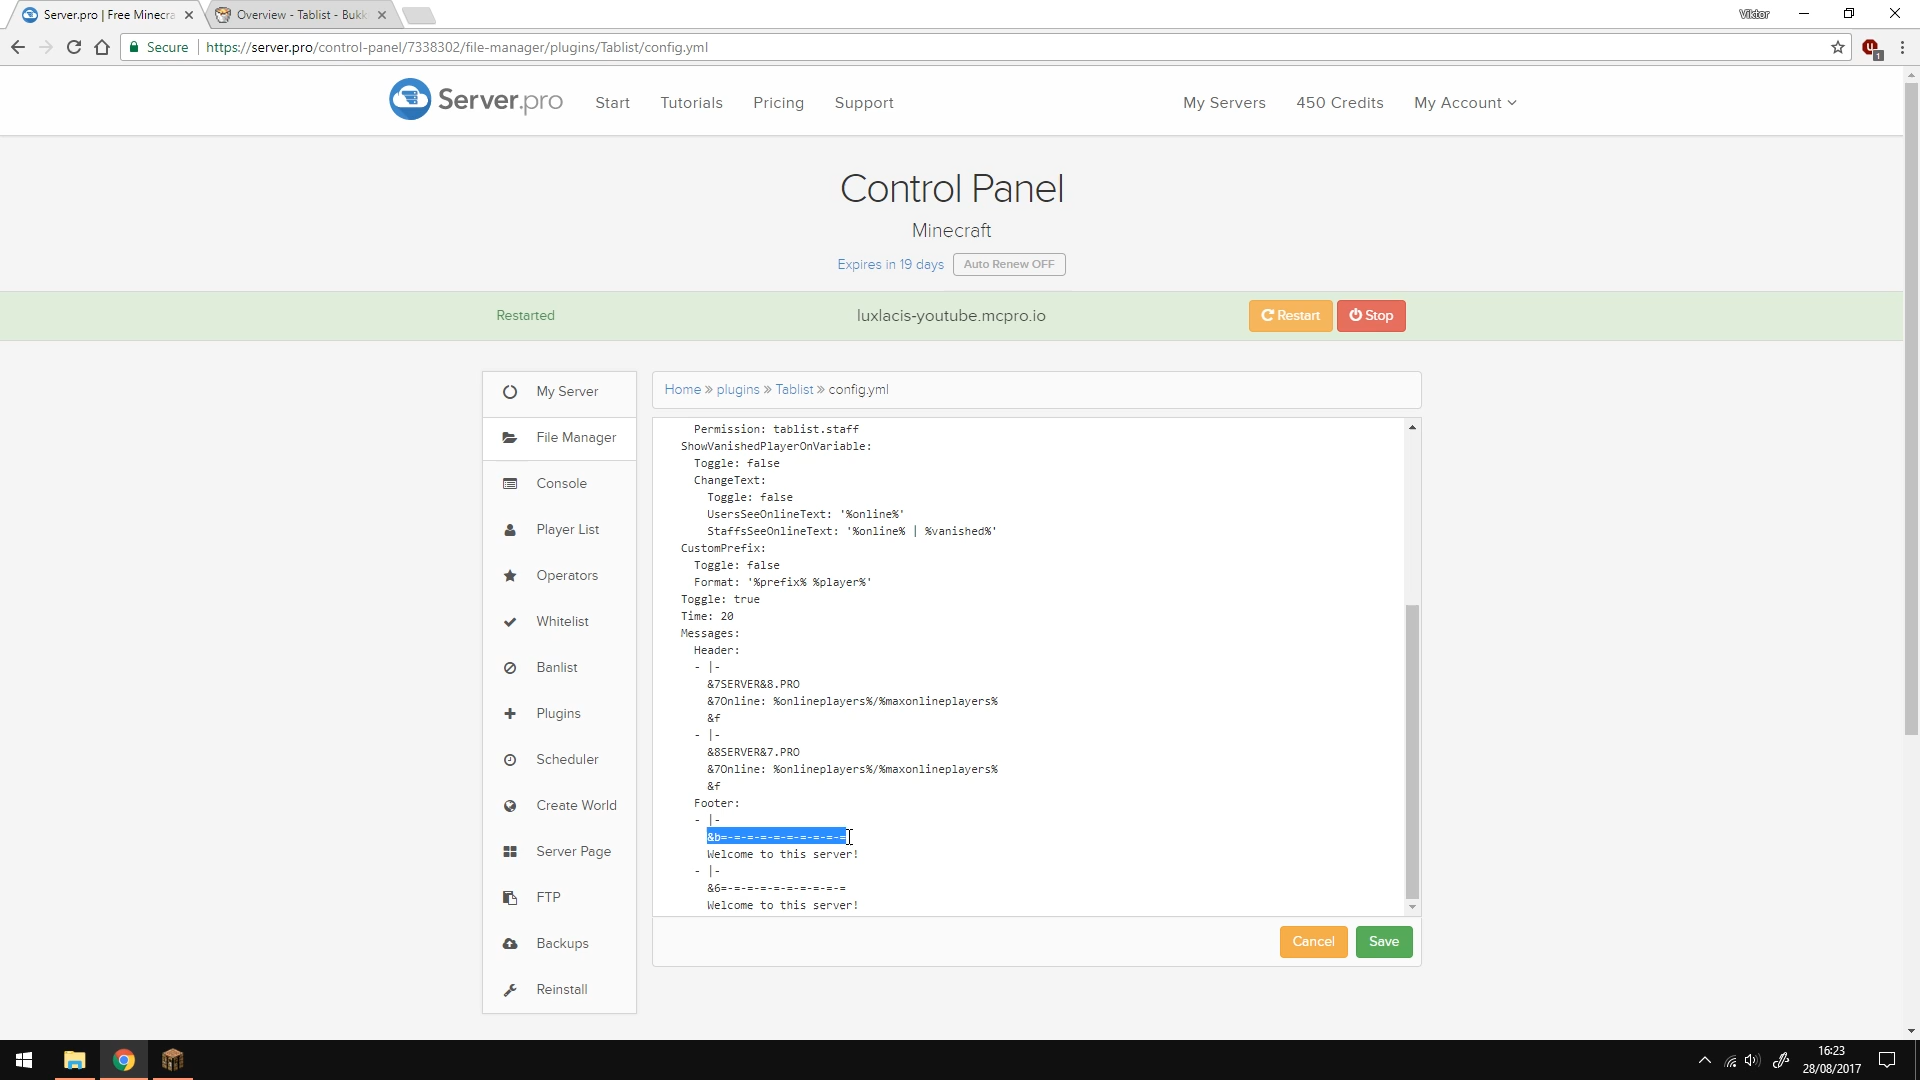 Server.pro | Free Minecra
Overview - Tablist - Bukk
Viktor
Secure
https://server.pro/control-panel/7338302/file-manager/plugins/Tablist/config.yml
1
Server.pro
Start
Tutorials
Pricing
Support
My Servers
450 Credits
My Account
Control Panel
Minecraft
Expires in 19 days
Auto Renew OFF
Restarted
luxlacis-youtube.mcpro.io
Restart
Stop
My Server
File Manager
Console
Player List
Operators
Whitelist
Banlist
Plugins
Scheduler
Create World
Server Page
FTP
Backups
Reinstall
Home » plugins » Tablist » config.yml
Permission: tablist.staff
ShowVanishedPlayerOnVariable:
Toggle: false
ChangeText:
Toggle: false
UsersSeeOnlineText: '%online%'
StaffsSeeOnlineText: '%online% | %vanished%'
CustomPrefix:
Toggle: false
Format: '%prefix% %player%'
Toggle: true
Time: 20
Messages:
Header:
- |-
&7SERVER&8.PRO
&7Online: %onlineplayers%/%maxonlineplayers%
&f
- |-
&8SERVER&7.PRO
&7Online: %onlineplayers%/%maxonlineplayers%
&f
Footer:
- |-
&b=-=-=-=-=-=-=-=-=-=
Welcome to this server!
- |-
&6=-=-=-=-=-=-=-=-=-=
Welcome to this server!
Cancel
Save
16:23
28/08/2017